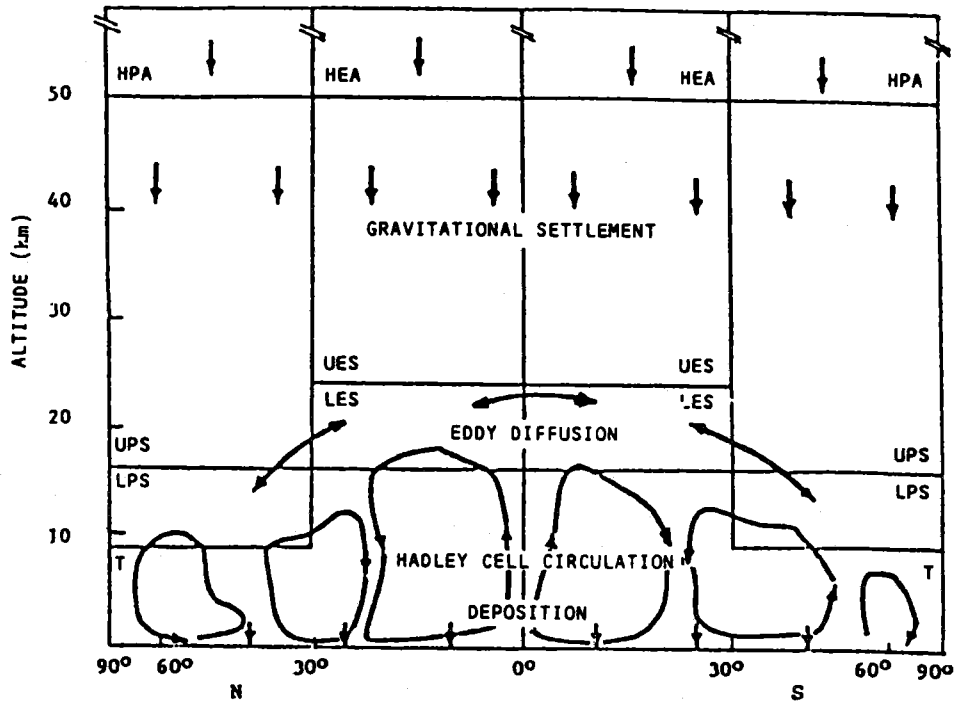 HPA HEA HEA HPA
50
40
GRAVITATIONAL SETTLEMENT
ALTITUDE (km)
30
UES UES
LES LES
20
EDDY DIFFUSION
UPS UPS
LPS LPS
10
T HADLEY CELL CIRCULATION T
DEPOSITION
90° 60° 30° 0° 30° 60° 90°
N S